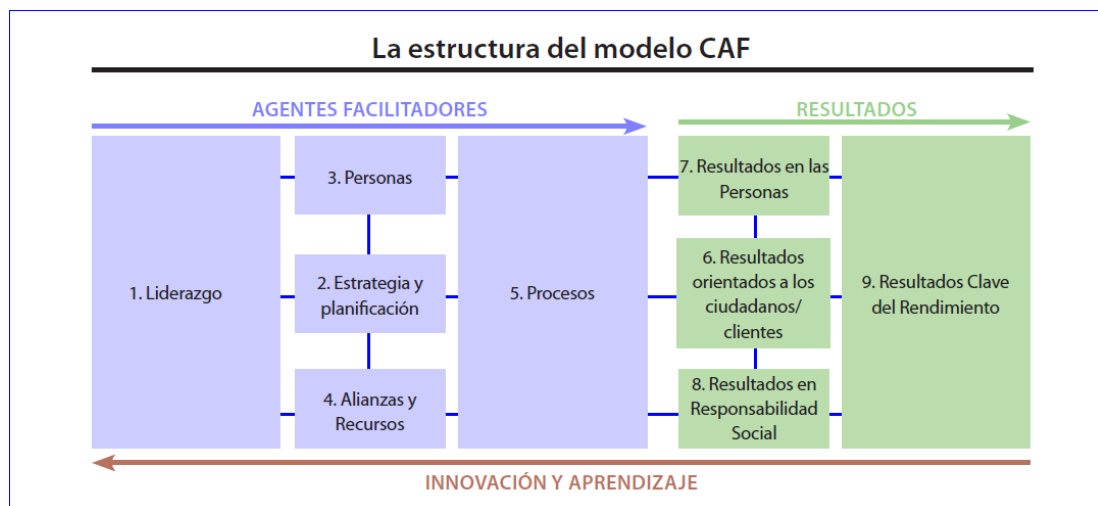 La estructura del modelo CAF
AGENTES FACILITADORES
RESULTADOS
1. Liderazgo
3. Personas
2. Estrategia y
planificación
4. Alianzas y
Recursos
5. Procesos
7. Resultados en las
Personas
6. Resultados
orientados a los
ciudadanos/
clientes
8. Resultados en
Responsabilidad
Social
9. Resultados Clave
del Rendimiento
INNOVACIÓN Y APRENDIZAJE